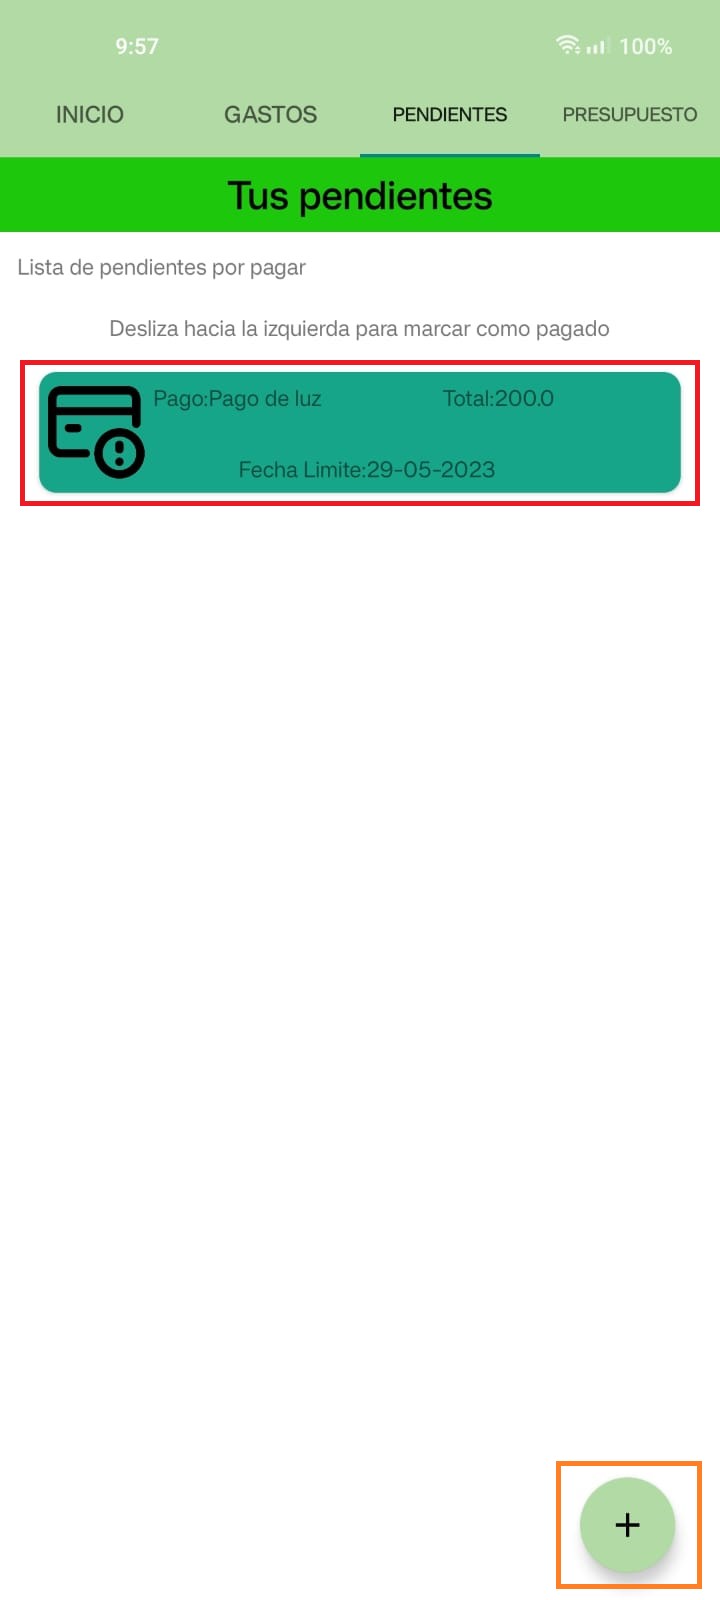 9:57 100%
INICIO GASTOS PENDIENTES PRESUPUESTO
Tus pendientes
Lista de pendientes por pagar
Desliza hacia la izquierda para marcar como pagado
Pago:Pago de luz Total:200.0
Fecha Limite:29-05-2023
+